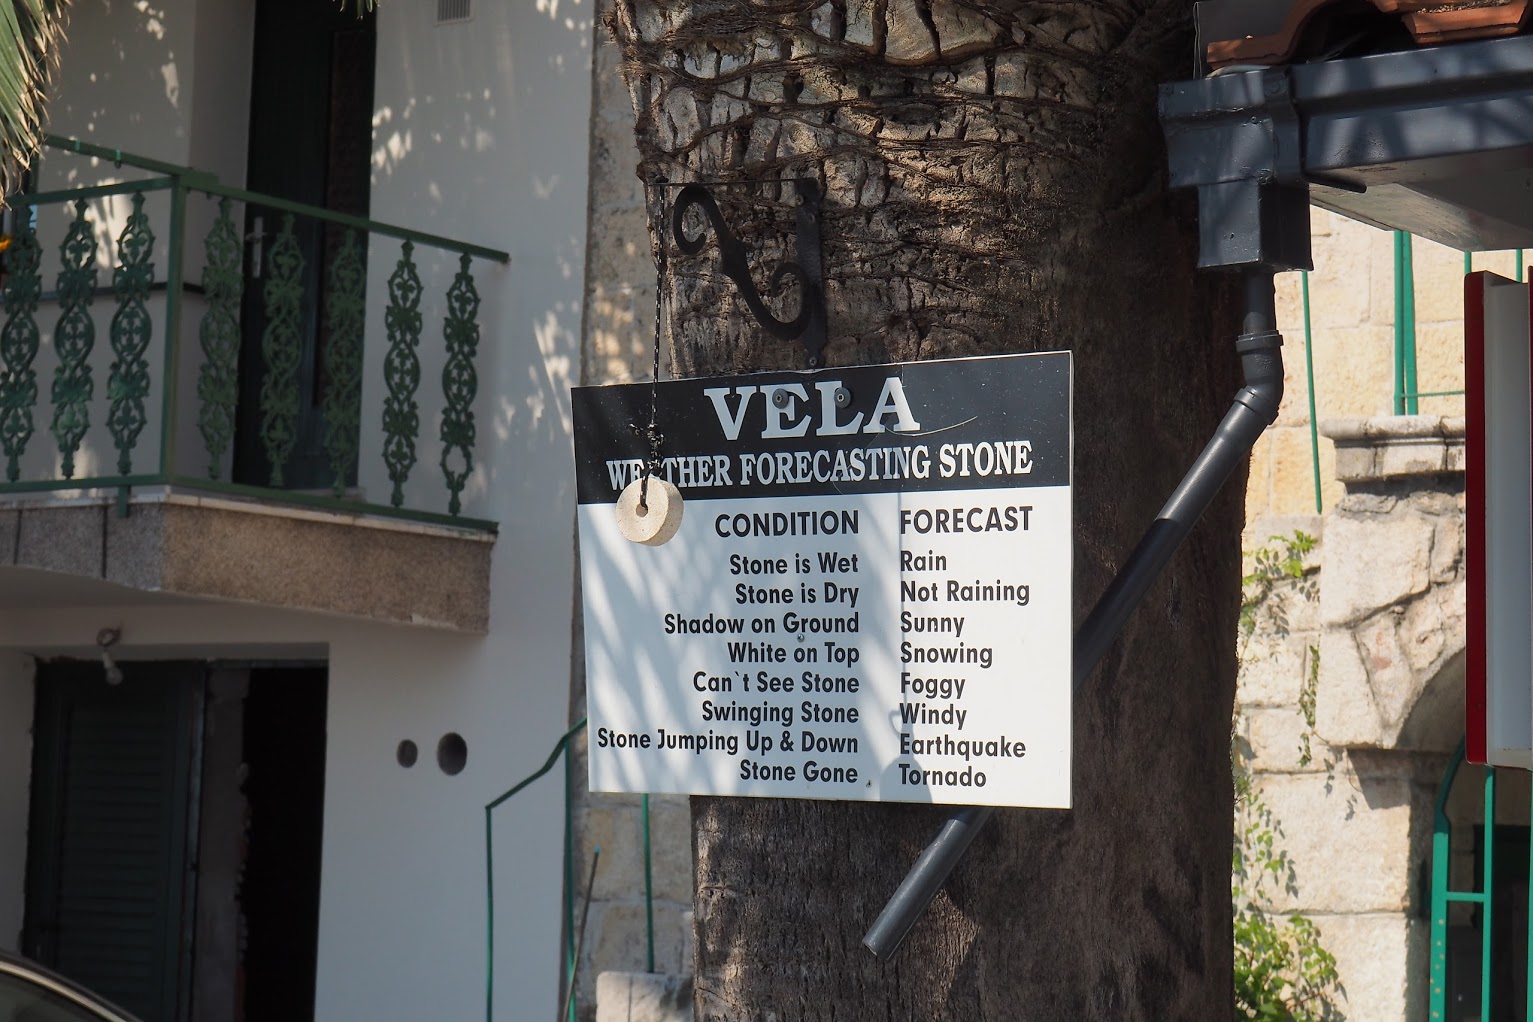 VELA
WEATHER FORECASTING STONE
CONDITION FORECAST
Stone is Wet Rain
Stone is Dry Not Raining
Shadow on Ground Sunny
White on Top Snowing
Can`t See Stone Foggy
Swinging Stone Windy
Stone Jumping Up & Down Earthquake
Stone Gone Tornado